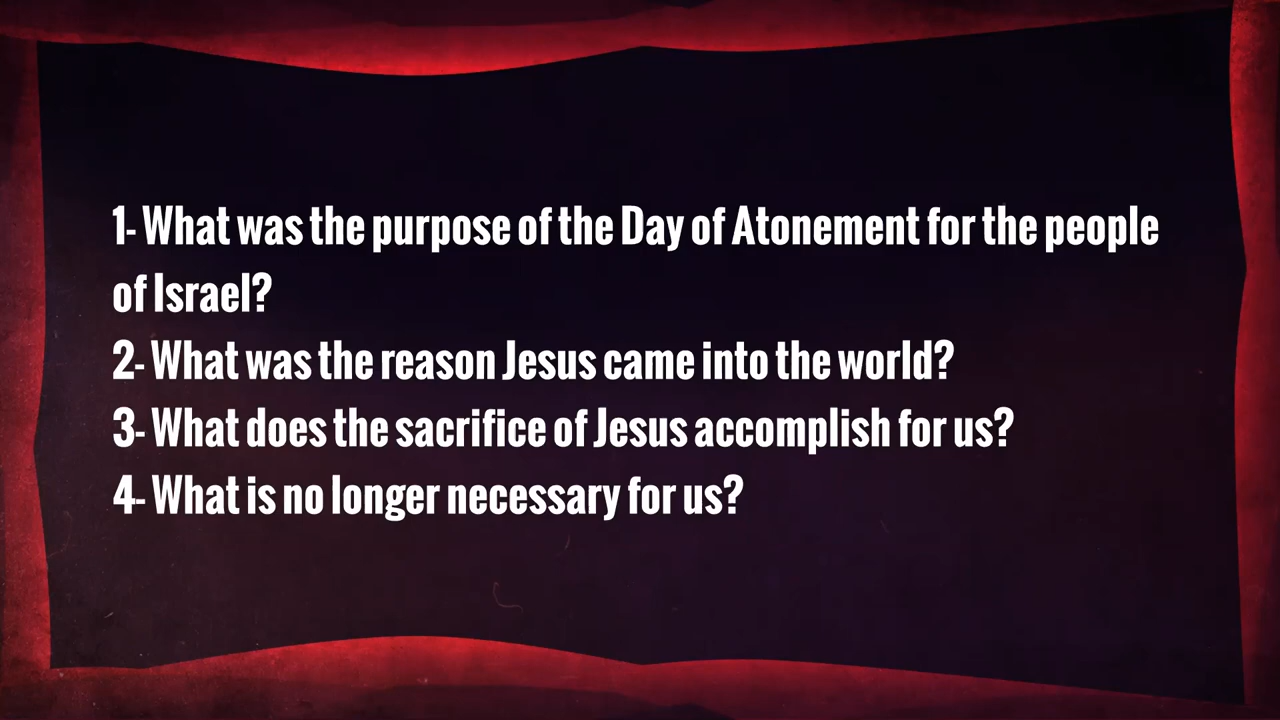 1- What was the purpose of the Day of Atonement for the people
of Israel?
2- What was the reason Jesus came into the world?
3- What does the sacrifice of Jesus accomplish for us?
4- What is no longer necessary for us?